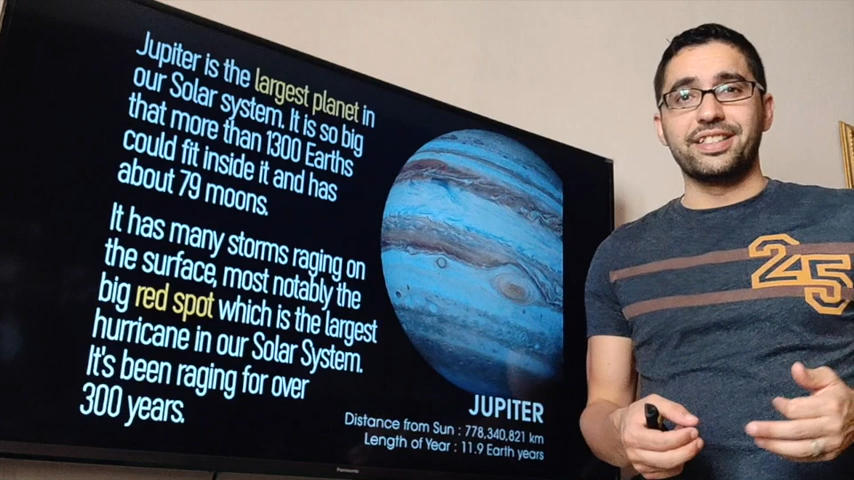 Jupiter is the largest planet in
our Solar system. It is so big
that more than 1300 Earths
could fit inside it and has
about 79 moons.
It has many storms raging on
the surface, most notably the
big red spot which is the largest
hurricane in our Solar System.
It's been raging for over
300 years.
JUPITER
Distance from Sun : 778,340,821 km
Length of Year : 11.9 Earth years
Panasonic
25